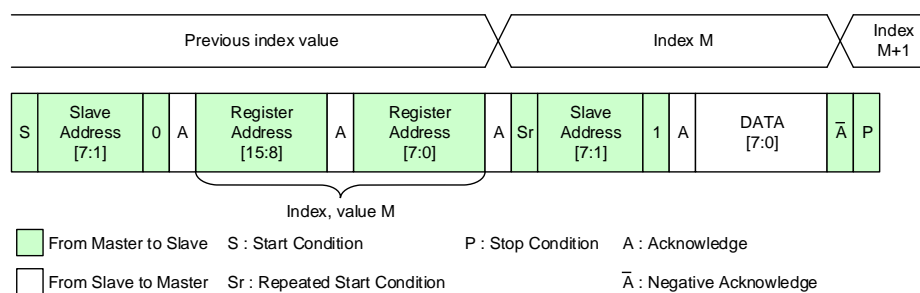 Previous index value
Index M
Index
M+1
S
Slave
Address
[7:1]
0
A
Register
Address
[15:8]
A
Register
Address
[7:0]
A
Sr
Slave
Address
[7:1]
1
A
DATA
[7:0]
A̅
P
Index, value M
From Master to Slave S : Start Condition P : Stop Condition A : Acknowledge
From Slave to Master Sr : Repeated Start Condition A̅ : Negative Acknowledge